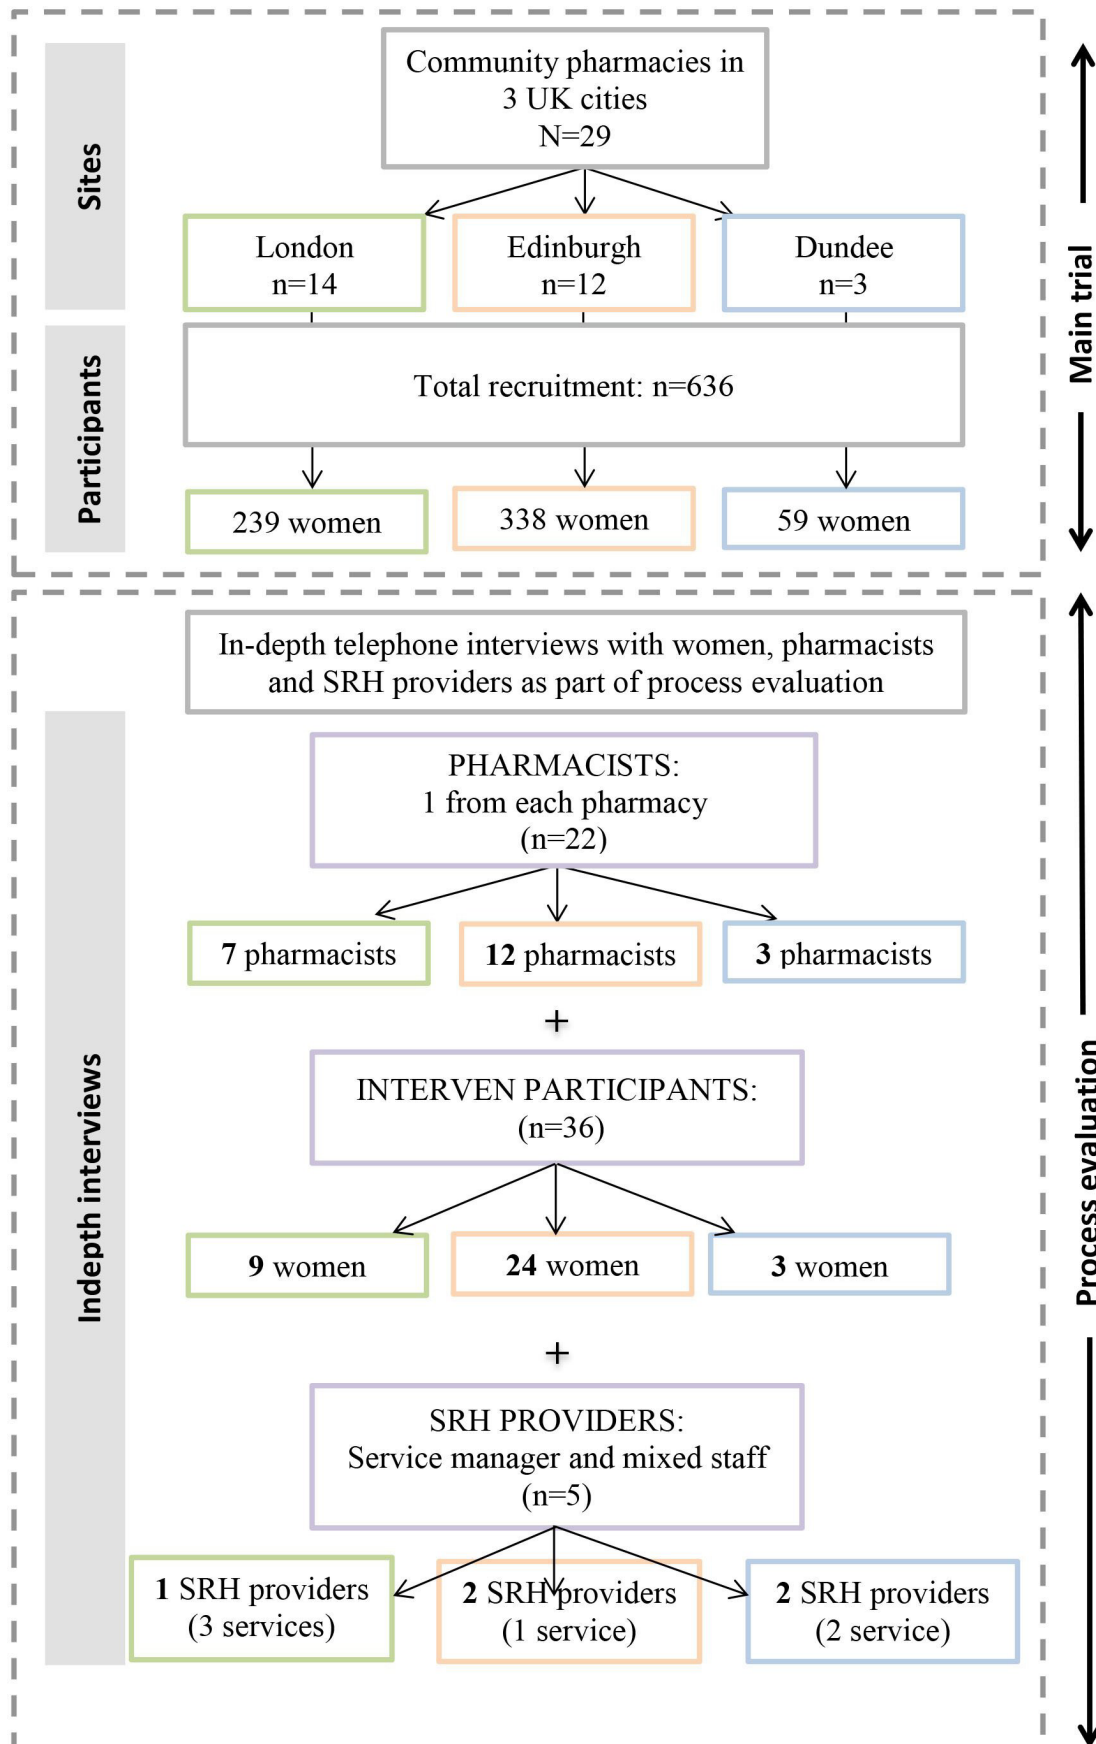 Community pharmacies in
3 UK cities
N=29
Sites
London
n=14
Edinburgh
n=12
Dundee
n=3
Main trial
Participants
Total recruitment: n=636
239 women
338 women
59 women
In-depth telephone interviews with women, pharmacists
and SRH providers as part of process evaluation
Indepth interviews
Process evaluation
PHARMACISTS:
1 from each pharmacy
(n=22)
7 pharmacists
12 pharmacists
3 pharmacists
+
INTERVEN PARTICIPANTS:
(n=36)
9 women
24 women
3 women
+
SRH PROVIDERS:
Service manager and mixed staff
(n=5)
1 SRH providers
(3 services)
2 SRH providers
(1 service)
2 SRH providers
(2 service)